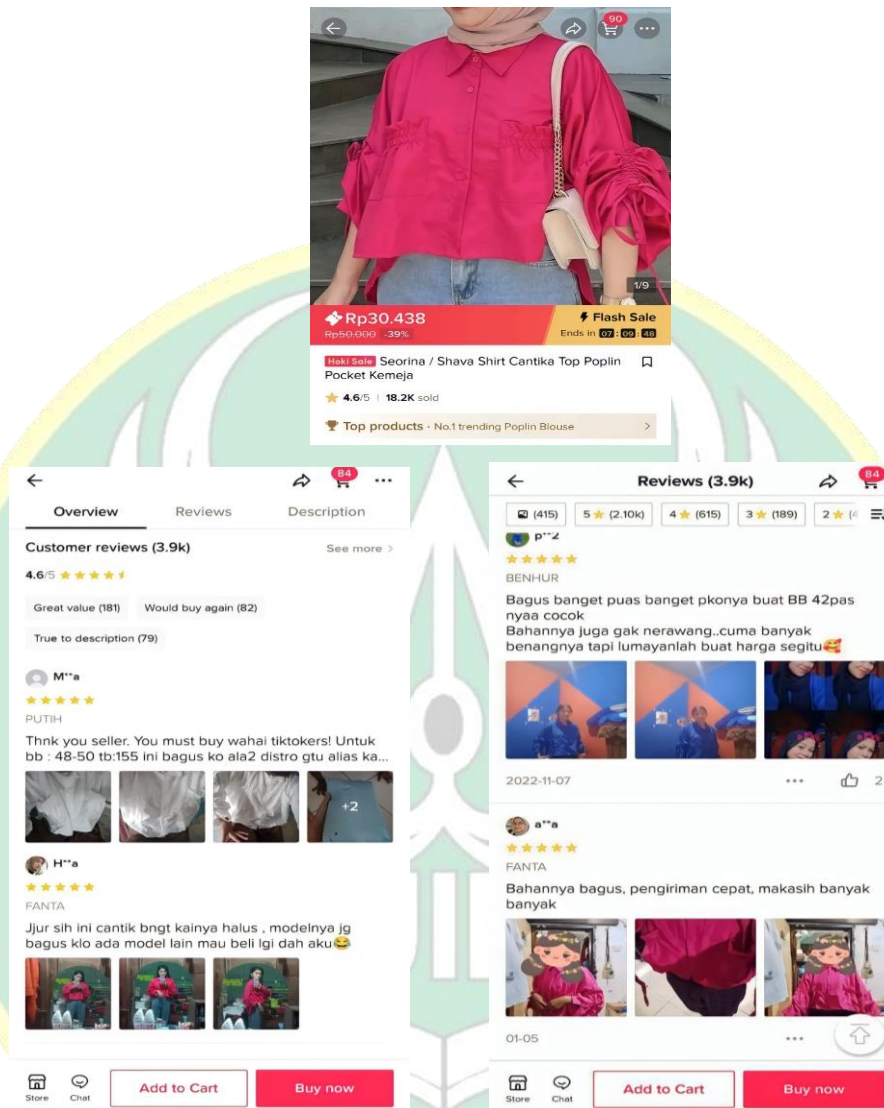 90
1/9
Rp30.438
Rp50.000 -39%
Flash Sale
Ends in 07 : 09 : 48
Hoki Sale Seorina / Shava Shirt Cantika Top Poplin
Pocket Kemeja
4.6/5 | 18.2K sold
Top products · No.1 trending Poplin Blouse
84
Overview Reviews Description
Customer reviews (3.9k) See more
4.6/5
Great value (181) Would buy again (82)
True to description (79)
M**a
PUTIH
Thnk you seller. You must buy wahai tiktokers! Untuk
bb : 48-50 tb:155 ini bagus ko ala2 distro gtu alias ka...
+2
H**a
FANTA
Jjur sih ini cantik bngt kainya halus , modelnya jg
bagus klo ada model lain mau beli lgi dah aku😂
Store Chat Add to Cart Buy now
Reviews (3.9k) 84
(415) 5 (2.10k) 4 (615) 3 (189) 2
p**2
BENHUR
Bagus banget puas banget pkonya buat BB 42pas
nyaa cocok
Bahannya juga gak nerawang..cuma banyak
benangnya tapi lumayanlah buat harga segitu🥰
2022-11-07 ... 2
a**a
FANTA
Bahannya bagus, pengiriman cepat, makasih banyak
banyak
01-05 ...
Store Chat Add to Cart Buy now